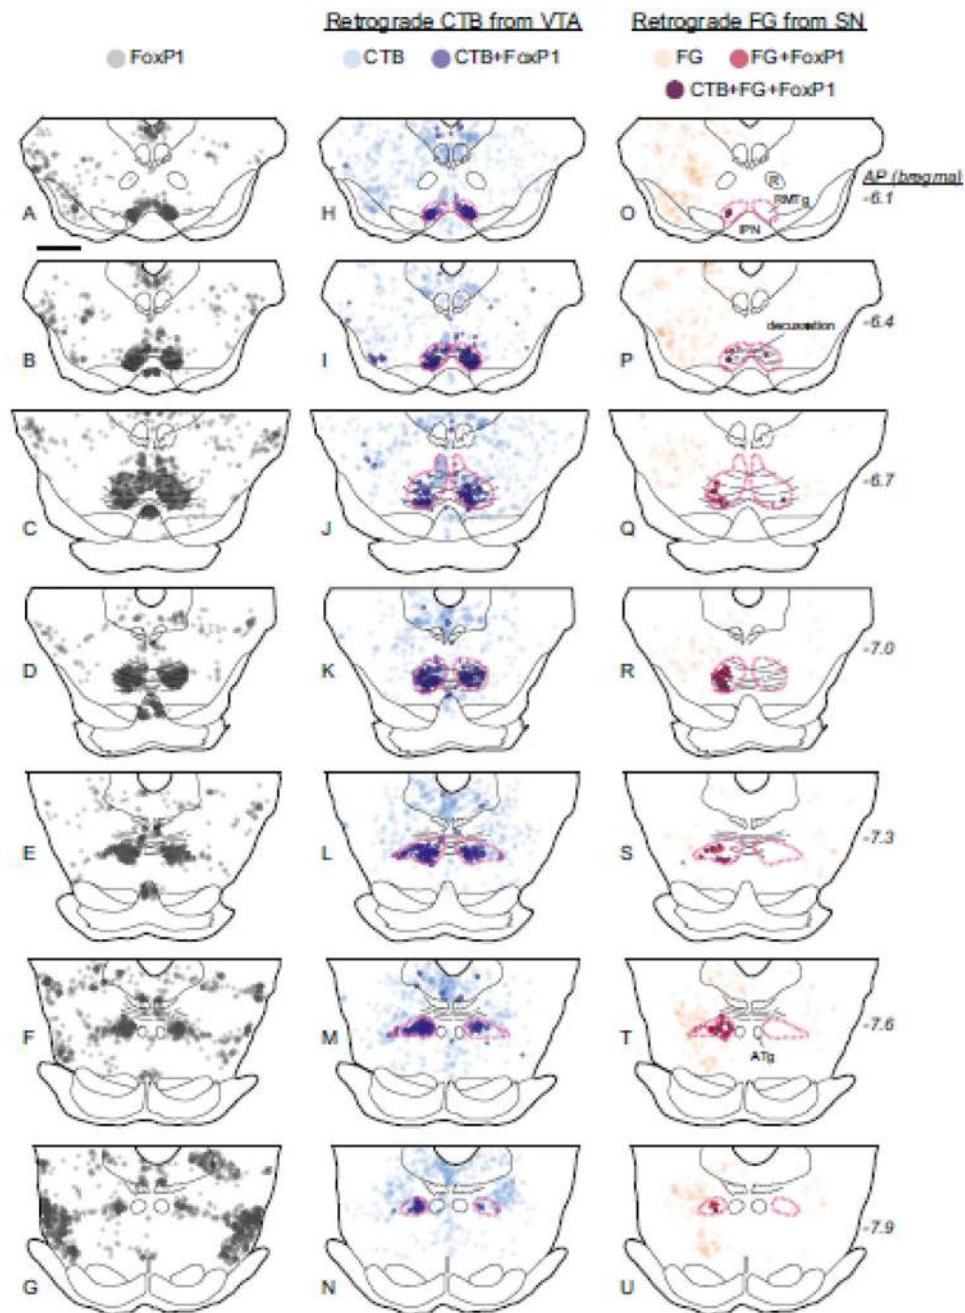 Retrograde CTB from VTA
Retrograde FG from SN
FoxP1
CTB
CTB+FoxP1
FG
FG+FoxP1
CTB+FG+FoxP1
AP (bregma)
A
H
O
R
RMTg
IPN
-6.1
B
I
P
decussation
-6.4
C
J
Q
-6.7
D
K
R
-7.0
E
L
S
-7.3
F
M
T
ATg
-7.6
G
N
U
-7.9